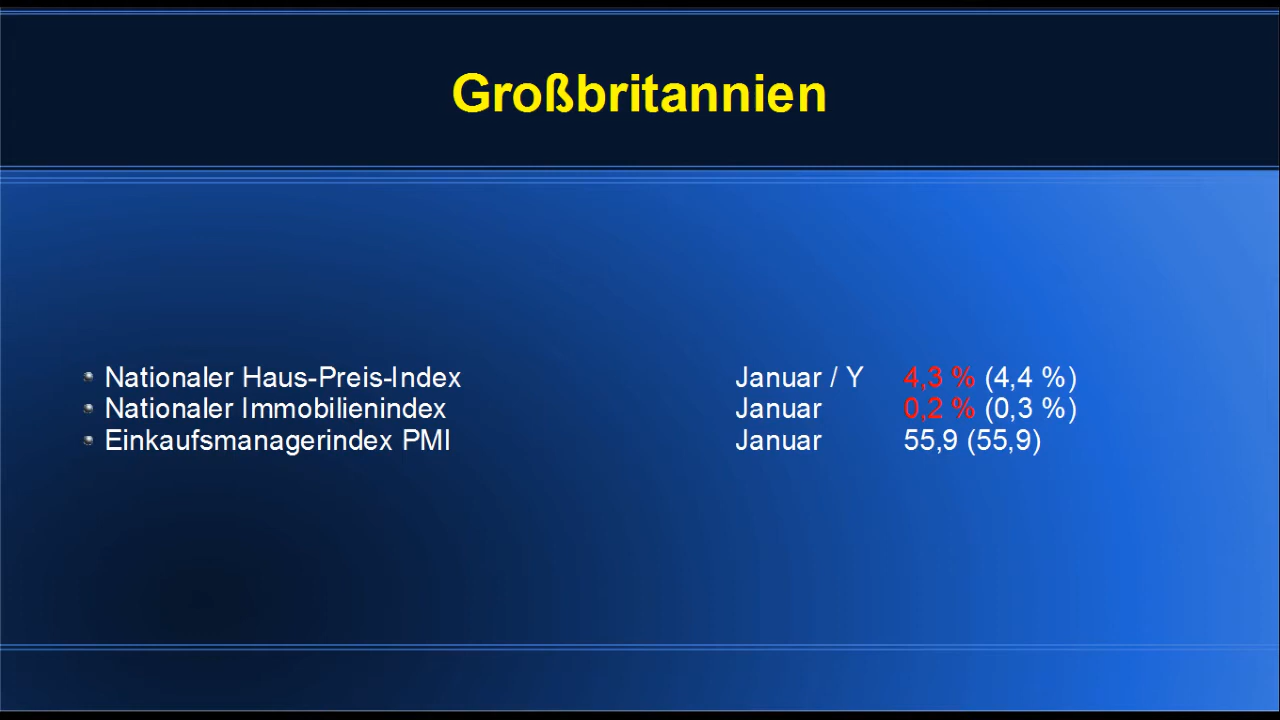 Großbritannien
Nationaler Haus-Preis-Index Januar / Y 4,3 % (4,4 %)
Nationaler Immobilienindex Januar 0,2 % (0,3 %)
Einkaufsmanagerindex PMI Januar 55,9 (55,9)